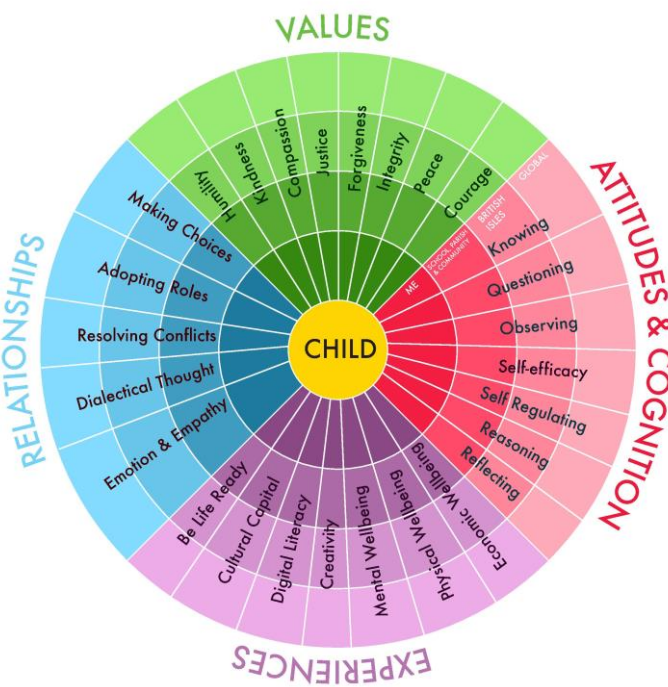 VALUES
Humility
Kindness
Compassion
Justice
Forgiveness
Integrity
Peace
Courage
ATTITUDES & COGNITION
GLOBAL
BRITISH
ISLES
SCHOOL, PARISH
& COMMUNITY
ME
Knowing
Questioning
Observing
Self-efficacy
Self Regulating
Reasoning
Reflecting
EXPERIENCES
Economic Wellbeing
Physical Wellbeing
Mental Wellbeing
Creativity
Digital Literacy
Cultural Capital
Be Life Ready
RELATIONSHIPS
Emotion & Empathy
Dialectical Thought
Resolving Conflicts
Adopting Roles
Making Choices
CHILD